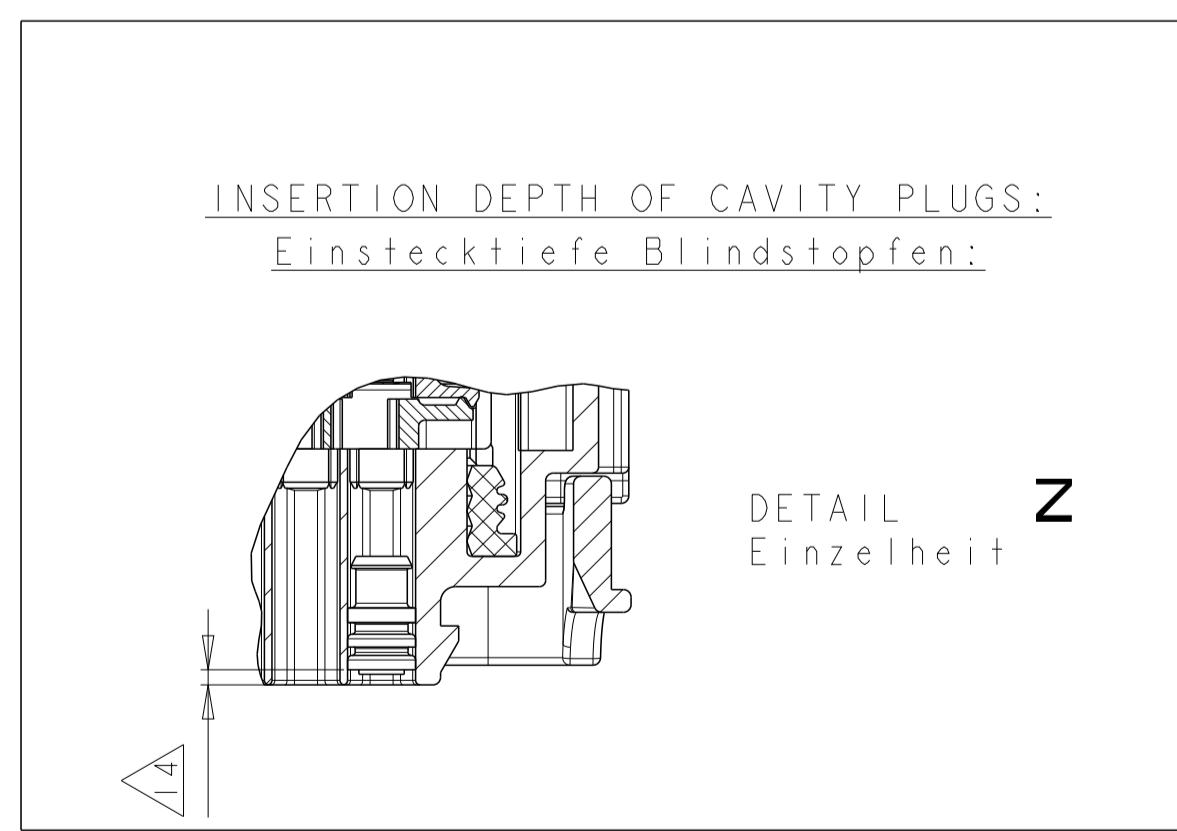 INSERTION DEPTH OF CAVITY PLUGS:
Einstecktiefe Blindstopfen:
DETAIL Z
Einzelheit
14